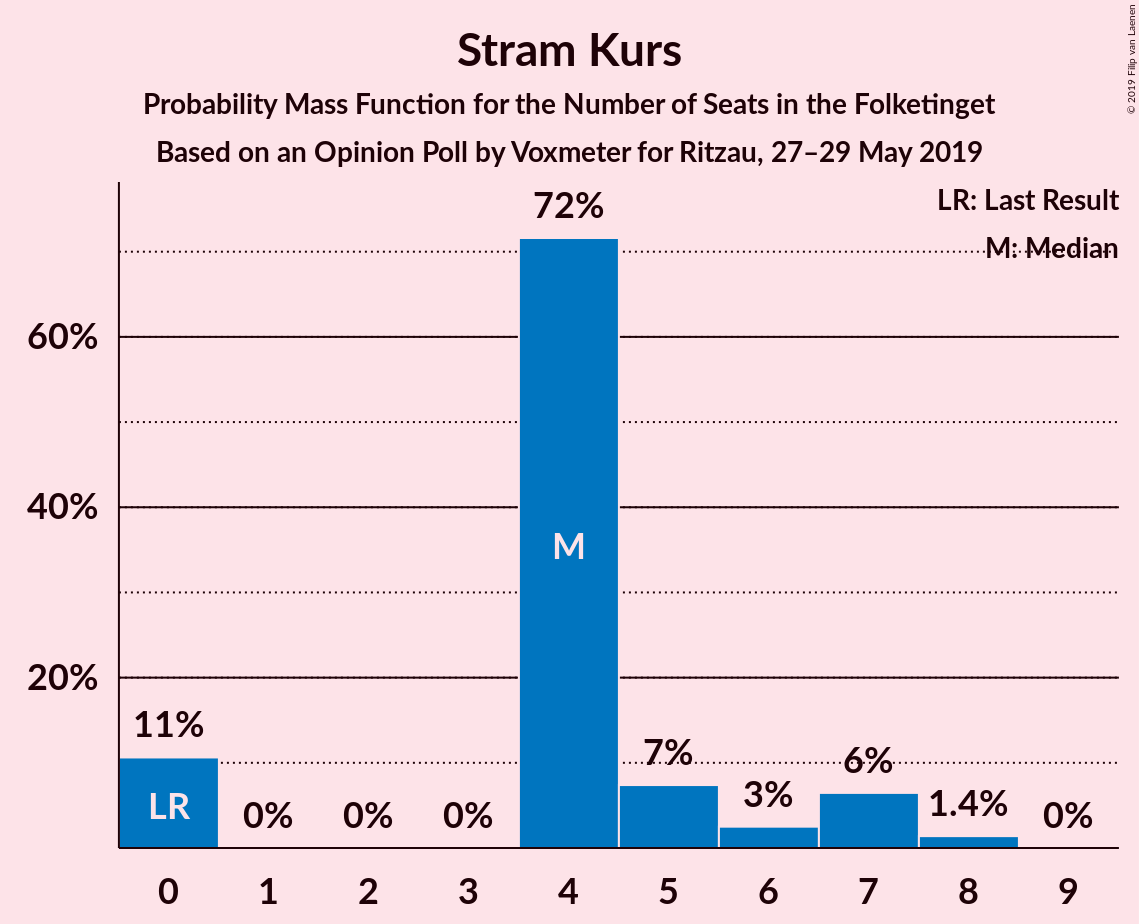 Stram Kurs
Probability Mass Function for the Number of Seats in the Folketinget
Based on an Opinion Poll by Voxmeter for Ritzau, 27–29 May 2019
© 2019 Filip van Laenen
LR: Last Result
M: Median
72%
60%
40%
20%
M
11%
LR
0%
0%
0%
7%
3%
6%
1.4%
0%
0 1 2 3 4 5 6 7 8 9